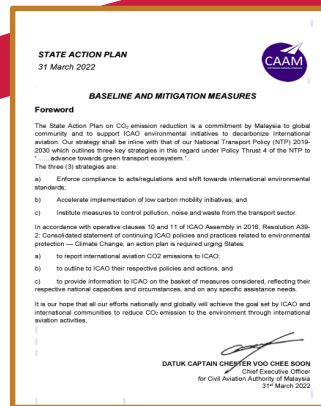 STATE ACTION PLAN
31 March 2022
CAAM
BASELINE AND MITIGATION MEASURES
Foreword
The State Action Plan on CO₂ emission reduction is a commitment by Malaysia to global
community and to support ICAO environmental initiatives to decarbonize International
aviation. Our strategy shall be inline with that of our National Transport Policy (NTP) 2019-
2030 which outlines three key strategies in this regard under Policy Thrust 4 of the NTP to
"......advance towards green transport ecosystem.".
The three (3) strategies are:
a) Enforce compliance to acts/regulations and shift towards international environmental
standards;
b) Accelerate implementation of low carbon mobility initiatives; and
c) Institute measures to control pollution, noise and waste from the transport sector.
In accordance with operative clauses 10 and 11 of ICAO Assembly in 2016, Resolution A39-
2: Consolidated statement of continuing ICAO policies and practices related to environmental
protection — Climate Change, an action plan is required urging States:
a) to report international aviation CO2 emissions to ICAO;
b) to outline to ICAO their respective policies and actions; and
c) to provide information to ICAO on the basket of measures considered, reflecting their
respective national capacities and circumstances, and on any specific assistance needs.
It is our hope that all our efforts nationally and globally will achieve the goal set by ICAO and
international communities to reduce CO₂ emission to the environment through international
aviation activities.
DATUK CAPTAIN CHESTER VOO CHEE SOON
Chief Executive Officer
for Civil Aviation Authority of Malaysia
31st March 2022